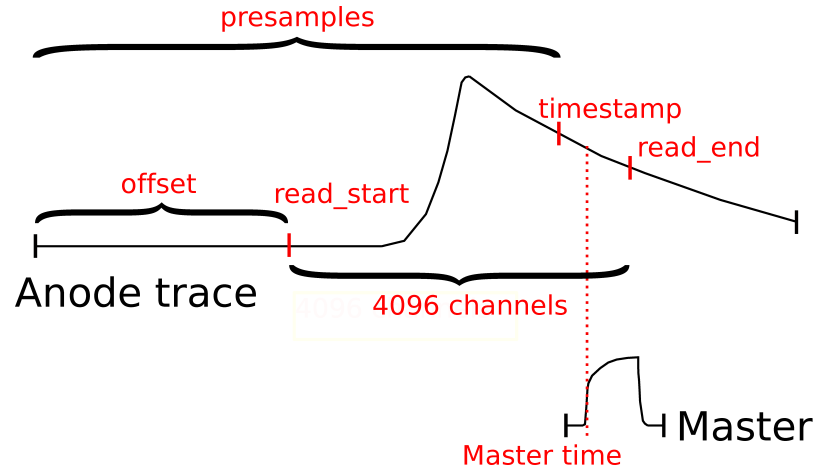 presamples
timestamp
read_end
offset
read_start
Anode trace
4096 channels
Master
Master time